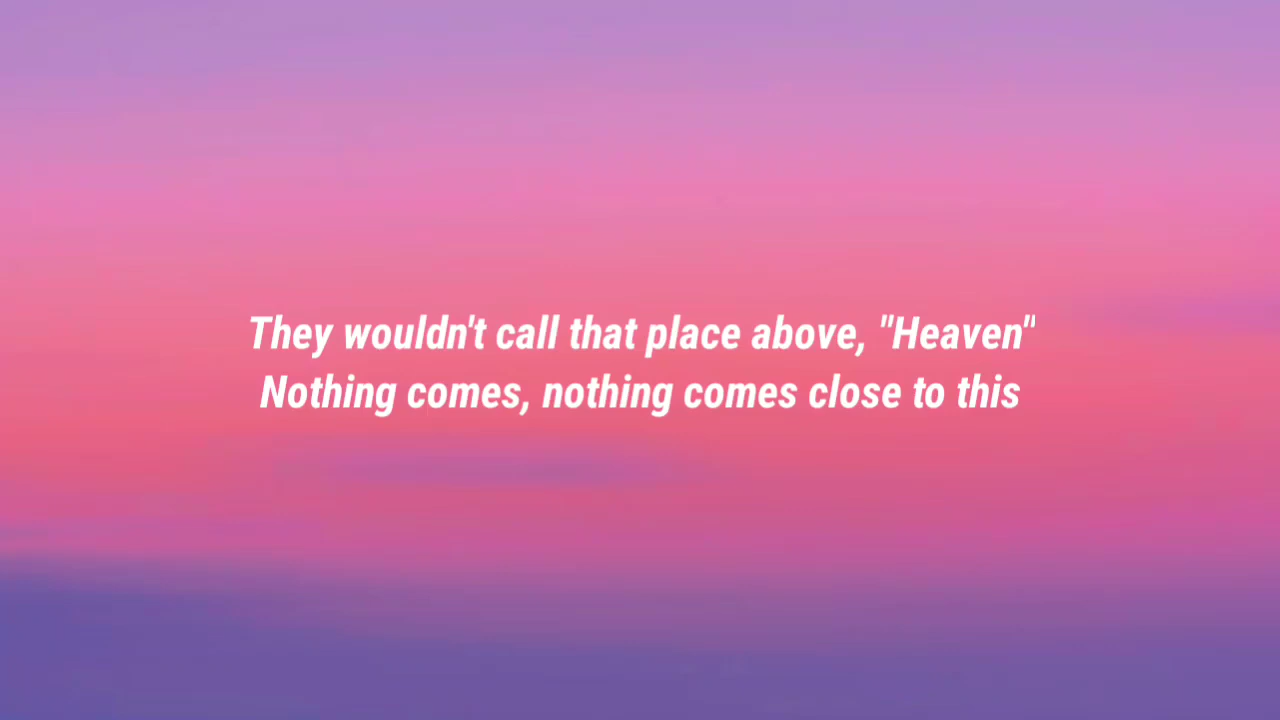 They wouldn't call that place above, "Heaven"
Nothing comes, nothing comes close to this